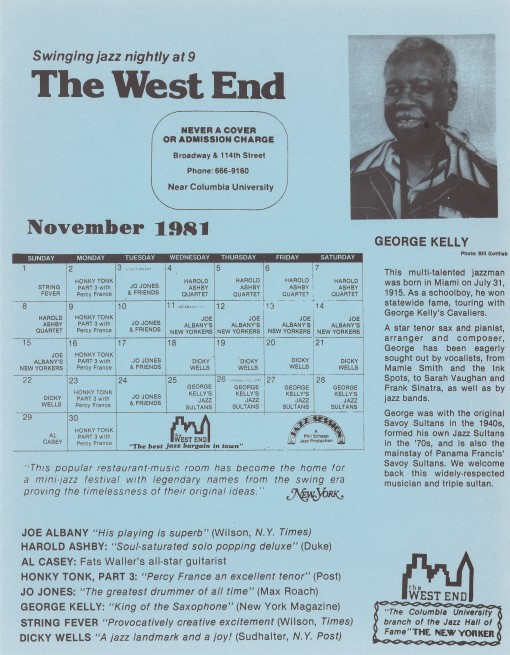 Swinging jazz nightly at 9
The West End
NEVER A COVER
OR ADMISSION CHARGE
Broadway & 114th Street
Phone: 666-9160
Near Columbia University
November 1981
GEORGE KELLY
Photo: Bill Gottlieb
SUNDAY MONDAY TUESDAY WEDNESDAY THURSDAY FRIDAY SATURDAY
1 2 3 4 5 6 7
STRING FEVER
HONKY TONK PART 3 with Percy France
JO JONES & FRIENDS
HAROLD ASHBY QUARTET
HAROLD ASHBY QUARTET
HAROLD ASHBY QUARTET
HAROLD ASHBY QUARTET
8 9 10 11 12 13 14
HAROLD ASHBY QUARTET
HONKY TONK PART 3 with Percy France
JO JONES & FRIENDS
JOE ALBANY'S NEW YORKERS
JOE ALBANY'S NEW YORKERS
JOE ALBANY'S NEW YORKERS
JOE ALBANY'S NEW YORKERS
15 16 17 18 19 20 21
JOE ALBANY'S NEW YORKERS
HONKY TONK PART 3 with Percy France
JO JONES & FRIENDS
DICKY WELLS
DICKY WELLS
DICKY WELLS
DICKY WELLS
22 23 24 25 26 27 28
DICKY WELLS
HONKY TONK PART 3 with Percy France
JO JONES & FRIENDS
GEORGE KELLY'S JAZZ SULTANS
GEORGE KELLY'S JAZZ SULTANS
GEORGE KELLY'S JAZZ SULTANS
GEORGE KELLY'S JAZZ SULTANS
29 30
AL CASEY
HONKY TONK PART 3 with Percy France
the
WEST END
"The best jazz bargain in town"
JAZZ SESSIONS
A
Phil Schaap
Jazz Production
This multi-talented jazzman
was born in Miami on July 31,
1915. As a schoolboy, he won
statewide fame, touring with
George Kelly's Cavaliers.
A star tenor sax and pianist,
arranger and composer,
George has been eagerly
sought out by vocalists, from
Mamie Smith and the Ink
Spots, to Sarah Vaughan and
Frank Sinatra, as well as by
jazz bands.
George was with the original
Savoy Sultans in the 1940s,
formed his own Jazz Sultans
in the '70s, and is also the
mainstay of Panama Francis'
Savoy Sultans. We welcome
back this widely-respected
musician and triple sultan.
"This popular restaurant-music room has become the home for
a mini-jazz festival with legendary names from the swing era
proving the timelessness of their original ideas."
New York
JOE ALBANY "His playing is superb" (Wilson, N.Y. Times)
HAROLD ASHBY: "Soul-saturated solo popping deluxe" (Duke)
AL CASEY: Fats Waller's all-star guitarist
HONKY TONK, PART 3: "Percy France an excellent tenor" (Post)
JO JONES: "The greatest drummer of all time" (Max Roach)
GEORGE KELLY: "King of the Saxophone" (New York Magazine)
STRING FEVER "Provocatively creative excitement (Wilson, Times)
DICKY WELLS "A jazz landmark and a joy! (Sudhalter, N.Y. Post)
the
WEST END
"The Columbia University
branch of the Jazz Hall of
Fame" THE NEW YORKER